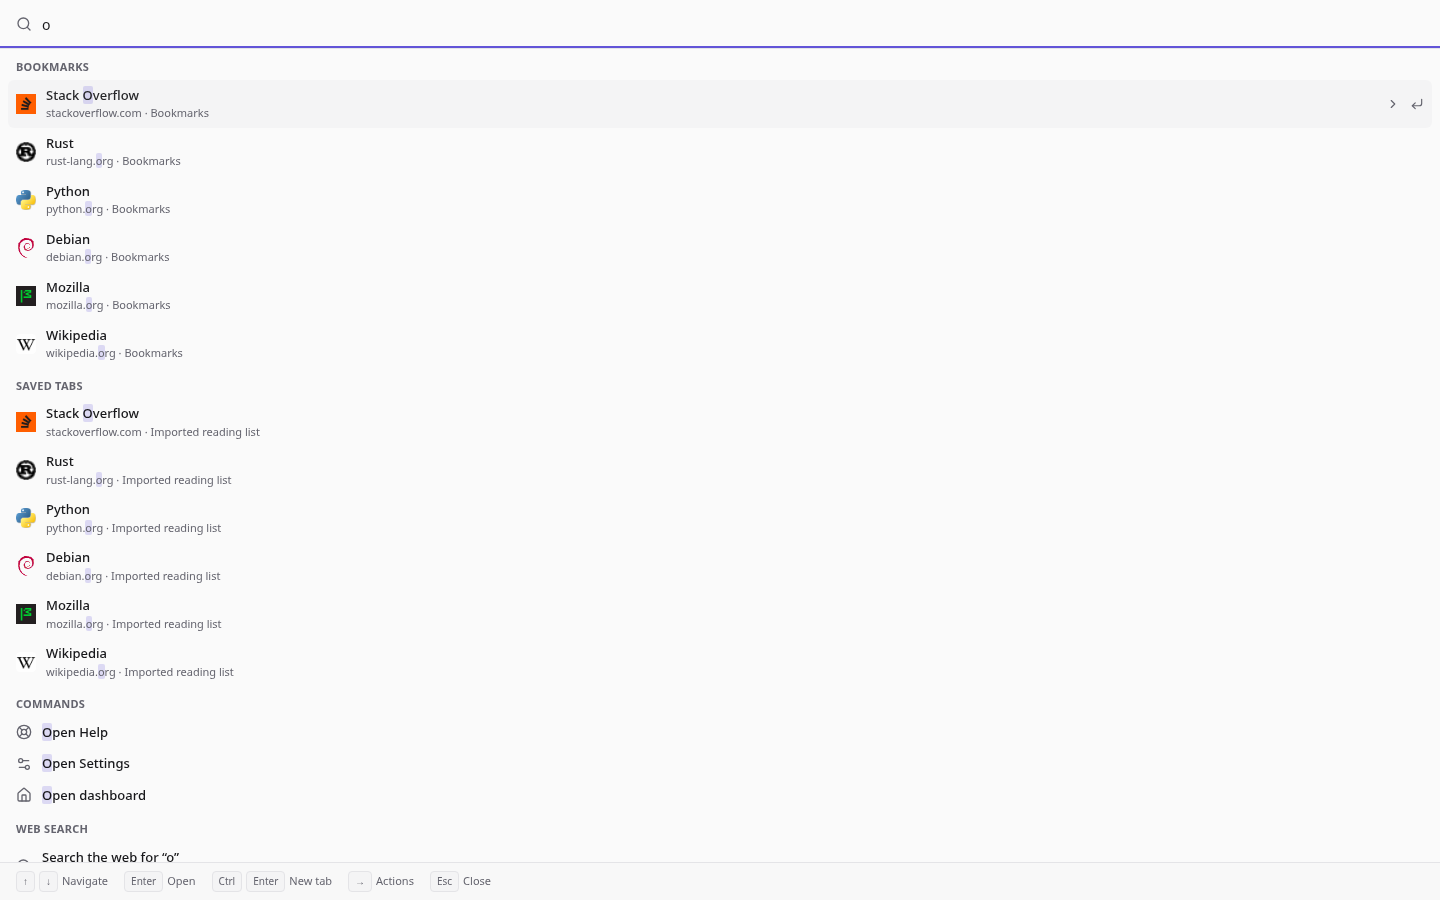 o
BOOKMARKS
Stack Overflow
stackoverflow.com · Bookmarks
Rust
rust-lang.org · Bookmarks
Python
python.org · Bookmarks
Debian
debian.org · Bookmarks
Mozilla
mozilla.org · Bookmarks
Wikipedia
wikipedia.org · Bookmarks
SAVED TABS
Stack Overflow
stackoverflow.com · Imported reading list
Rust
rust-lang.org · Imported reading list
Python
python.org · Imported reading list
Debian
debian.org · Imported reading list
Mozilla
mozilla.org · Imported reading list
Wikipedia
wikipedia.org · Imported reading list
COMMANDS
Open Help
Open Settings
Open dashboard
WEB SEARCH
Search the web for “o”
↑ ↓ Navigate Enter Open Ctrl Enter New tab → Actions Esc Close